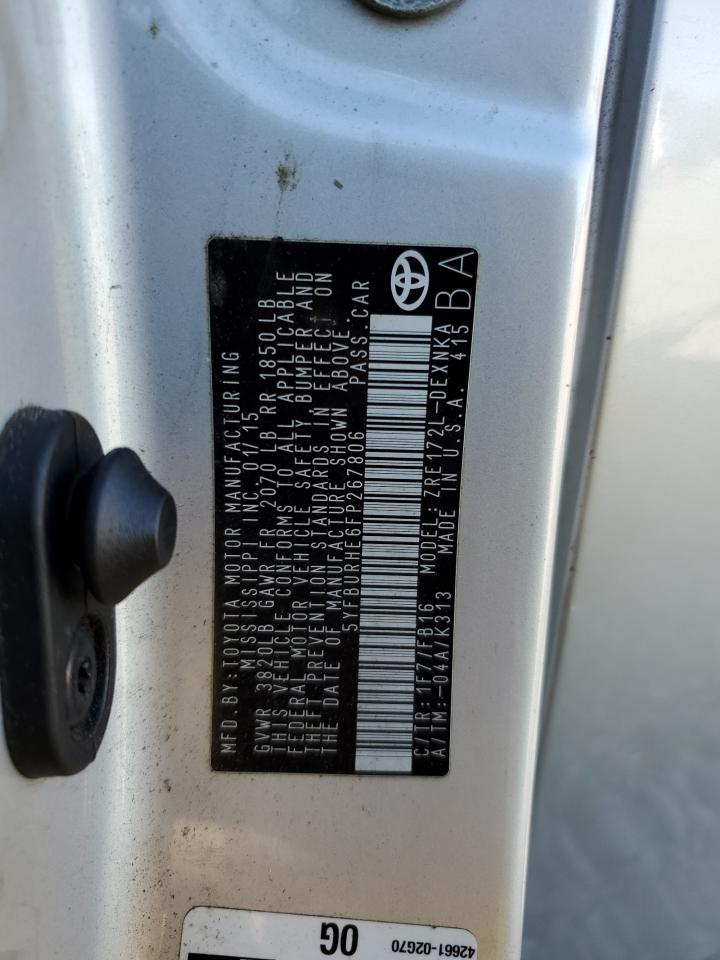 MFD.BY:TOYOTA MOTOR MANUFACTURING
MISSISSIPPI INC.01/15
GVWR 3820LB GAWR FR 2070 LB RR 1850 LB
THIS VEHICLE CONFORMS TO ALL APPLICABLE
FEDERAL MOTOR VEHICLE SAFETY, BUMPER,AND
THEFT PREVENTION STANDARDS IN EFFECT ON
THE DATE OF MANUFACTURE SHOWN ABOVE.
5YFBURHE6FP267806 PASS.CAR
C/TR:1F7//FB16 MODEL:ZRE172L-DEXNKA
A/TM:-04A/K313 MADE IN U.S.A. 415
BA
0G
42661-02G70